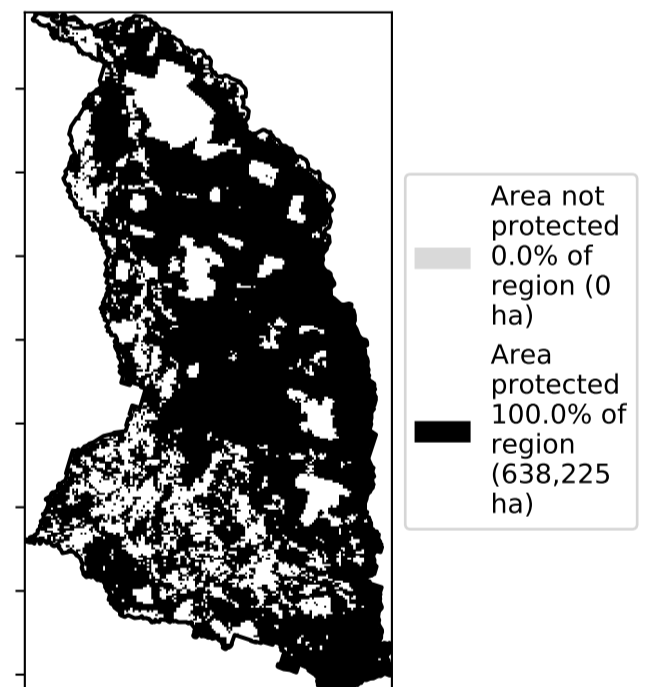 Area not
protected
0.0% of
region (0
ha)
Area
protected
100.0% of
region
(638,225
ha)